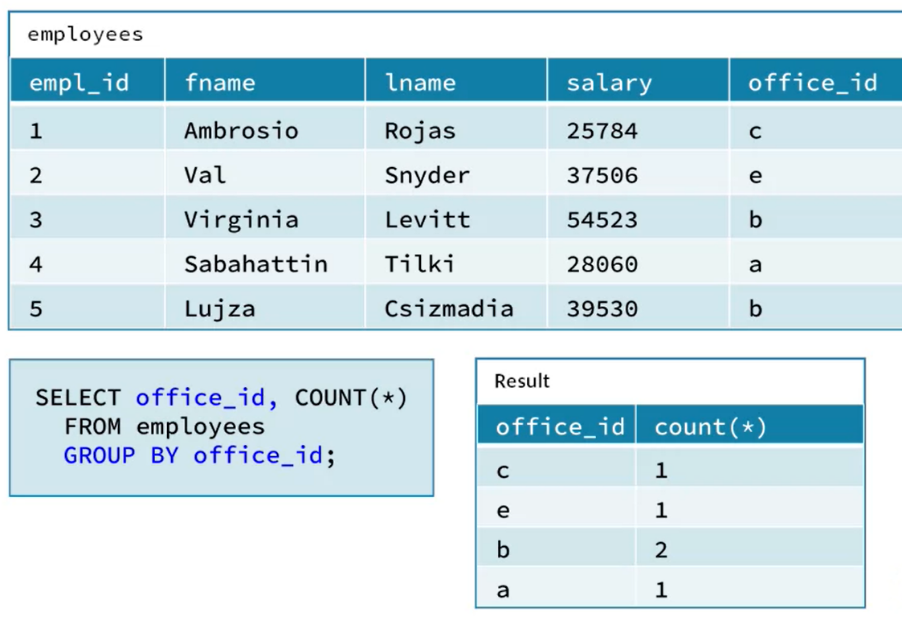 employees
empl_id fname lname salary office_id
1 Ambrosio Rojas 25784 c
2 Val Snyder 37506 e
3 Virginia Levitt 54523 b
4 Sabahattin Tilki 28060 a
5 Lujza Csizmadia 39530 b
SELECT office_id, COUNT(*)
FROM employees
GROUP BY office_id;
Result
office_id count(*)
c 1
e 1
b 2
a 1